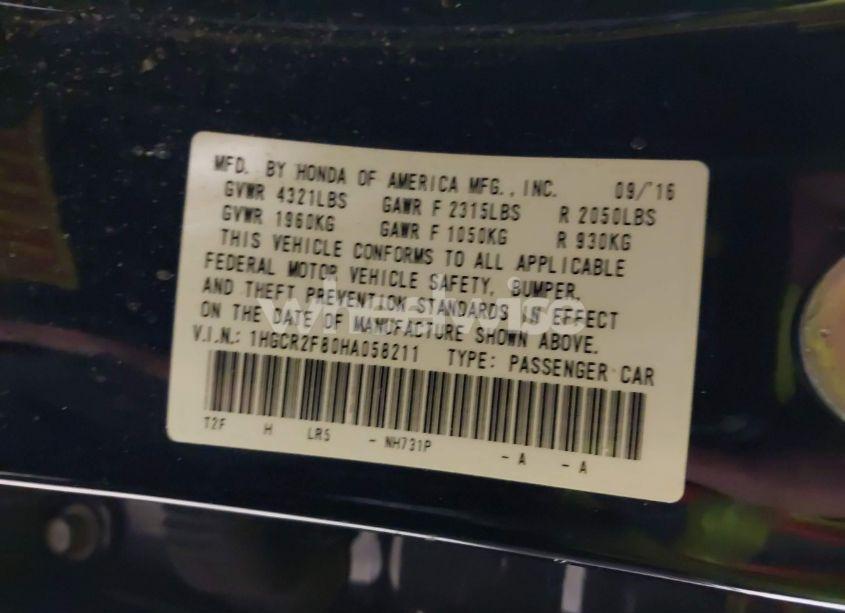 MFD. BY HONDA OF AMERICA MFG., INC. 09/'16
GVWR 4321LBS GAWR F 2315LBS R 2050LBS
GVWR 1960KG GAWR F 1050KG R 930KG
THIS VEHICLE CONFORMS TO ALL APPLICABLE
FEDERAL MOTOR VEHICLE SAFETY, BUMPER,
AND THEFT PREVENTION STANDARDS IN EFFECT
ON THE DATE OF MANUFACTURE SHOWN ABOVE.
V.I.N.: 1HGCR2F80HA058211 TYPE: PASSENGER CAR
T2F H LR5 - NH731P - A - A